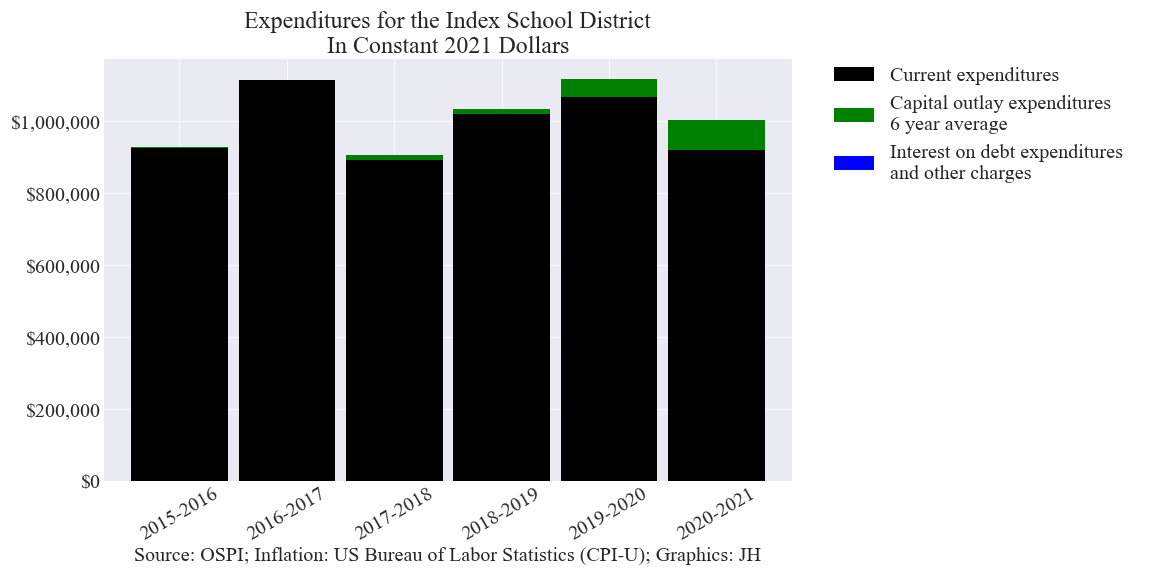 Expenditures for the Index School District
In Constant 2021 Dollars
Current expenditures
Capital outlay expenditures
6 year average
Interest on debt expenditures
and other charges
$1,000,000
$800,000
$600,000
$400,000
$200,000
$0
2015-2016
2016-2017
2017-2018
2018-2019
2019-2020
2020-2021
Source: OSPI; Inflation: US Bureau of Labor Statistics (CPI-U); Graphics: JH